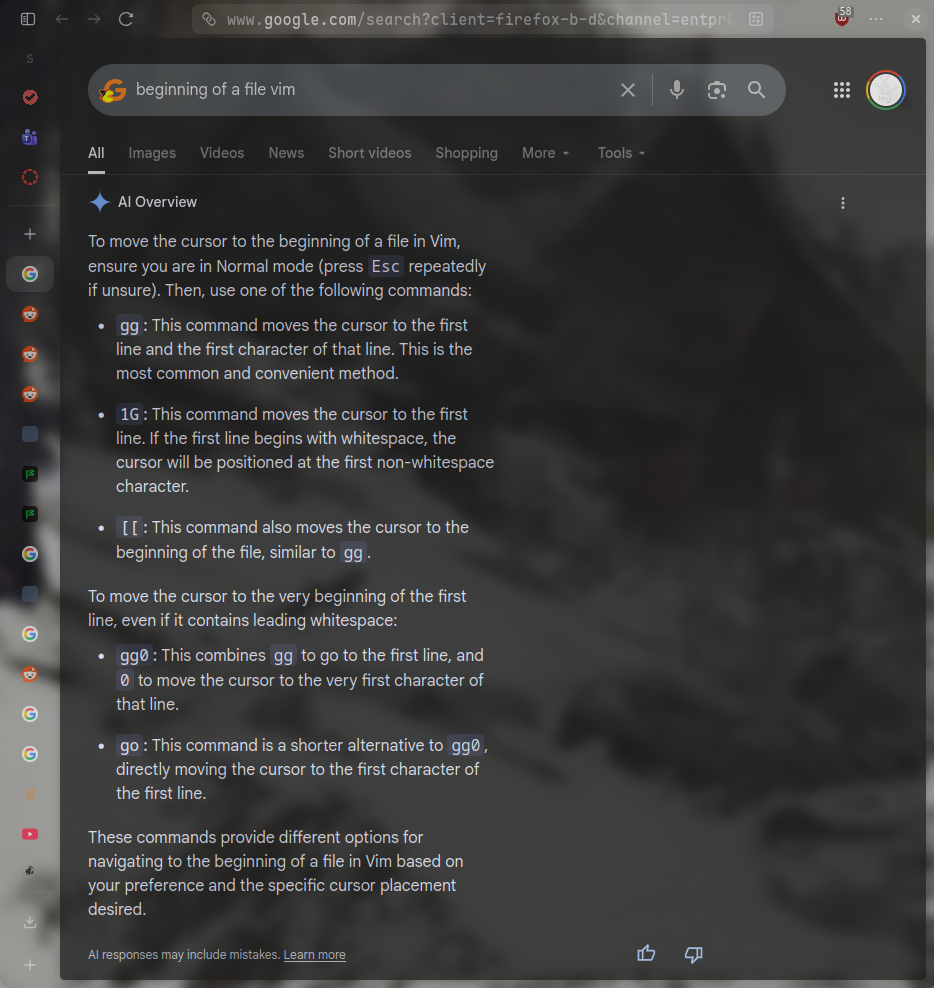 www.google.com/search?client=firefox-b-d&channel=entpr&
58
S
beginning of a file vim
All Images Videos News Short videos Shopping More Tools
AI Overview
To move the cursor to the beginning of a file in Vim,
ensure you are in Normal mode (press Esc repeatedly
if unsure). Then, use one of the following commands:
• gg: This command moves the cursor to the first
line and the first character of that line. This is the
most common and convenient method.
• 1G: This command moves the cursor to the first
line. If the first line begins with whitespace, the
cursor will be positioned at the first non-whitespace
character.
• [[: This command also moves the cursor to the
beginning of the file, similar to gg.
To move the cursor to the very beginning of the first
line, even if it contains leading whitespace:
• gg0: This combines gg to go to the first line, and
0 to move the cursor to the very first character of
that line.
• go: This command is a shorter alternative to gg0,
directly moving the cursor to the first character of
the first line.
These commands provide different options for
navigating to the beginning of a file in Vim based on
your preference and the specific cursor placement
desired.
AI responses may include mistakes. Learn more